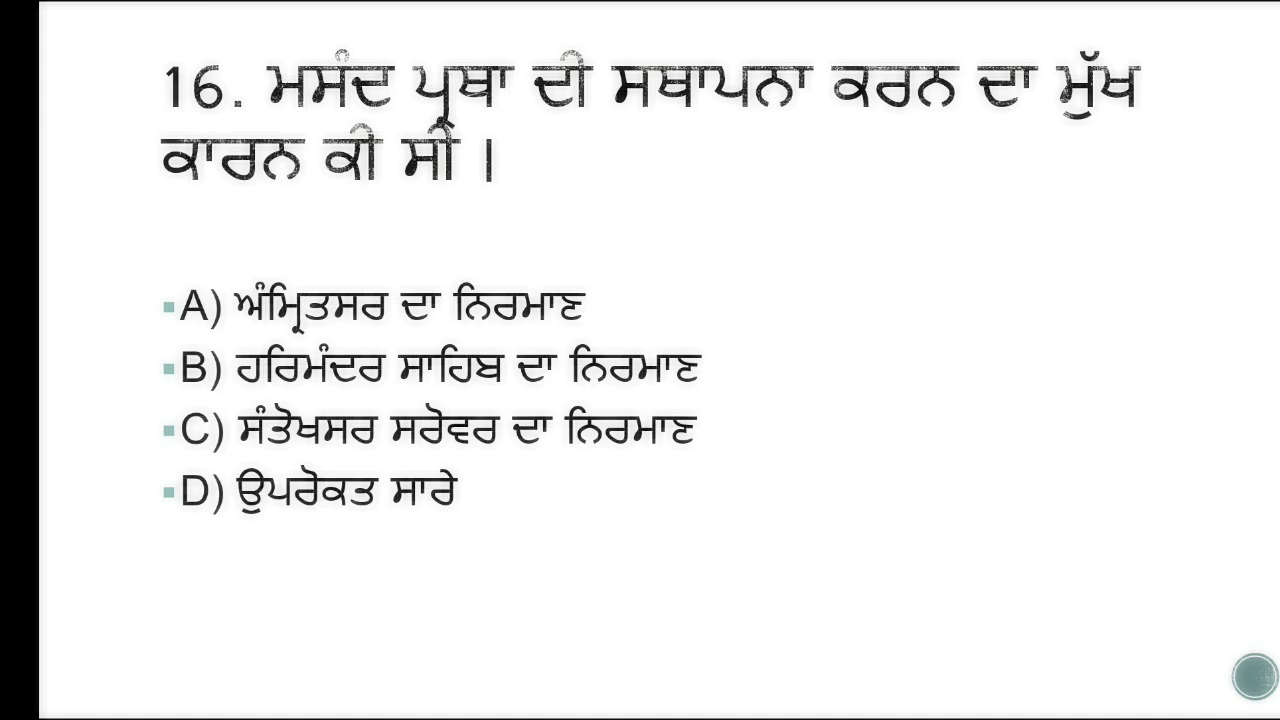 16. ਮਸੰਦ ਪ੍ਰਥਾ ਦੀ ਸਥਾਪਨਾ ਕਰਨ ਦਾ ਮੁੱਖ
ਕਾਰਨ ਕੀ ਸੀ |
A) ਅੰਮ੍ਰਿਤਸਰ ਦਾ ਨਿਰਮਾਣ
B) ਹਰਿਮੰਦਰ ਸਾਹਿਬ ਦਾ ਨਿਰਮਾਣ
C) ਸੰਤੋਖਸਰ ਸਰੋਵਰ ਦਾ ਨਿਰਮਾਣ
D) ਉਪਰੋਕਤ ਸਾਰੇ